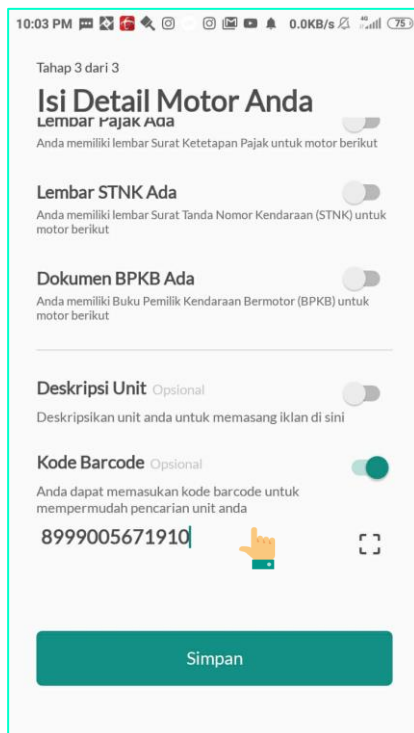 10:03 PM 0.0KB/s 4G 75
Tahap 3 dari 3
Isi Detail Motor Anda
Lembar Pajak Ada
Anda memiliki lembar Surat Ketetapan Pajak untuk motor berikut
Lembar STNK Ada
Anda memiliki lembar Surat Tanda Nomor Kendaraan (STNK) untuk
motor berikut
Dokumen BPKB Ada
Anda memiliki Buku Pemilik Kendaraan Bermotor (BPKB) untuk
motor berikut
Deskripsi Unit Opsional
Deskripsikan unit anda untuk memasang iklan di sini
Kode Barcode Opsional
Anda dapat memasukan kode barcode untuk
mempermudah pencarian unit anda
8999005671910
Simpan